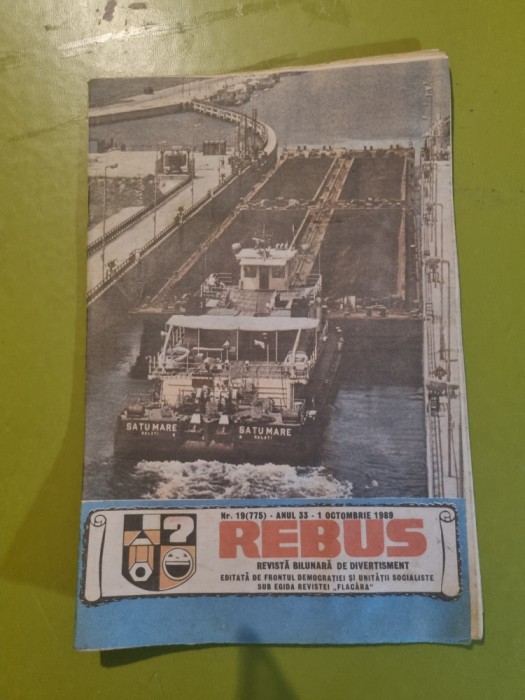 SATU MARE
GALATI
SATU MARE
GALATI
?
Nr. 19(775) - ANUL 33 - 1 OCTOMBRIE 1989
REBUS
REVISTĂ BILUNARĂ DE DIVERTISMENT
EDITATĂ DE FRONTUL DEMOCRAȚIEI ȘI UNITĂȚII SOCIALISTE
SUB EGIDA REVISTEI „FLACĂRA"